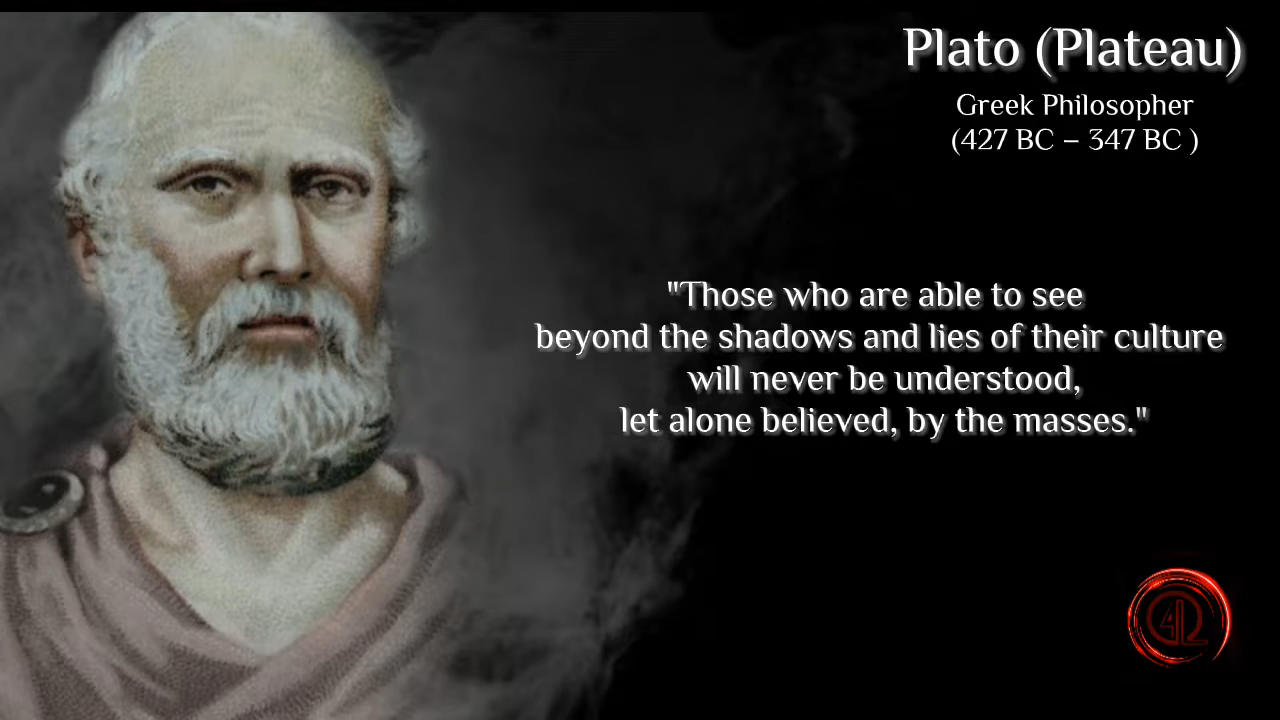 Plato (Plateau)
Greek Philosopher
(427 BC – 347 BC )
"Those who are able to see
beyond the shadows and lies of their culture
will never be understood,
let alone believed, by the masses."